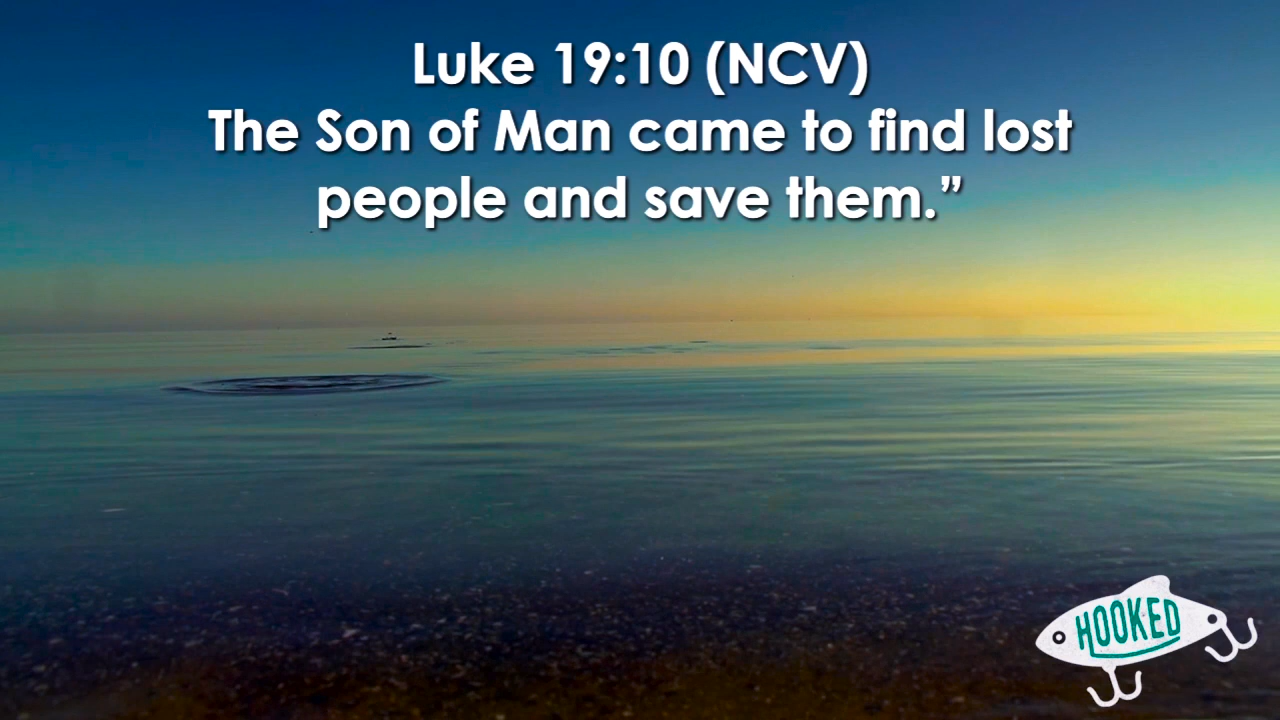 Luke 19:10 (NCV)
The Son of Man came to find lost
people and save them.”
HOOKED